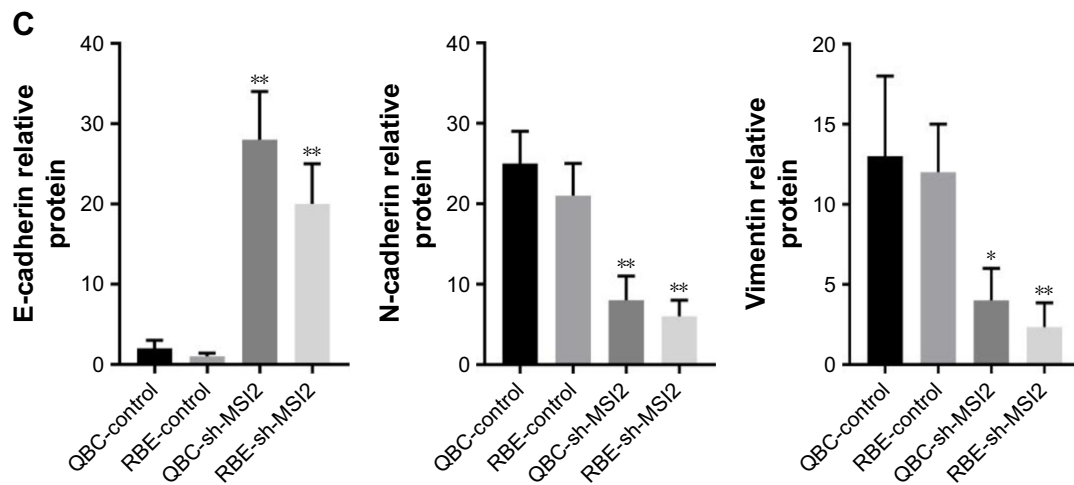 C
E-cadherin relative
protein
40
30
20
10
0
**
**
QBC-control
RBE-control
QBC-sh-MSI2
RBE-sh-MSI2
N-cadherin relative
protein
40
30
20
10
0
**
**
QBC-control
RBE-control
QBC-sh-MSI2
RBE-sh-MSI2
Vimentin relative
protein
20
15
10
5
0
*
**
QBC-control
RBE-control
QBC-sh-MSI2
RBE-sh-MSI2